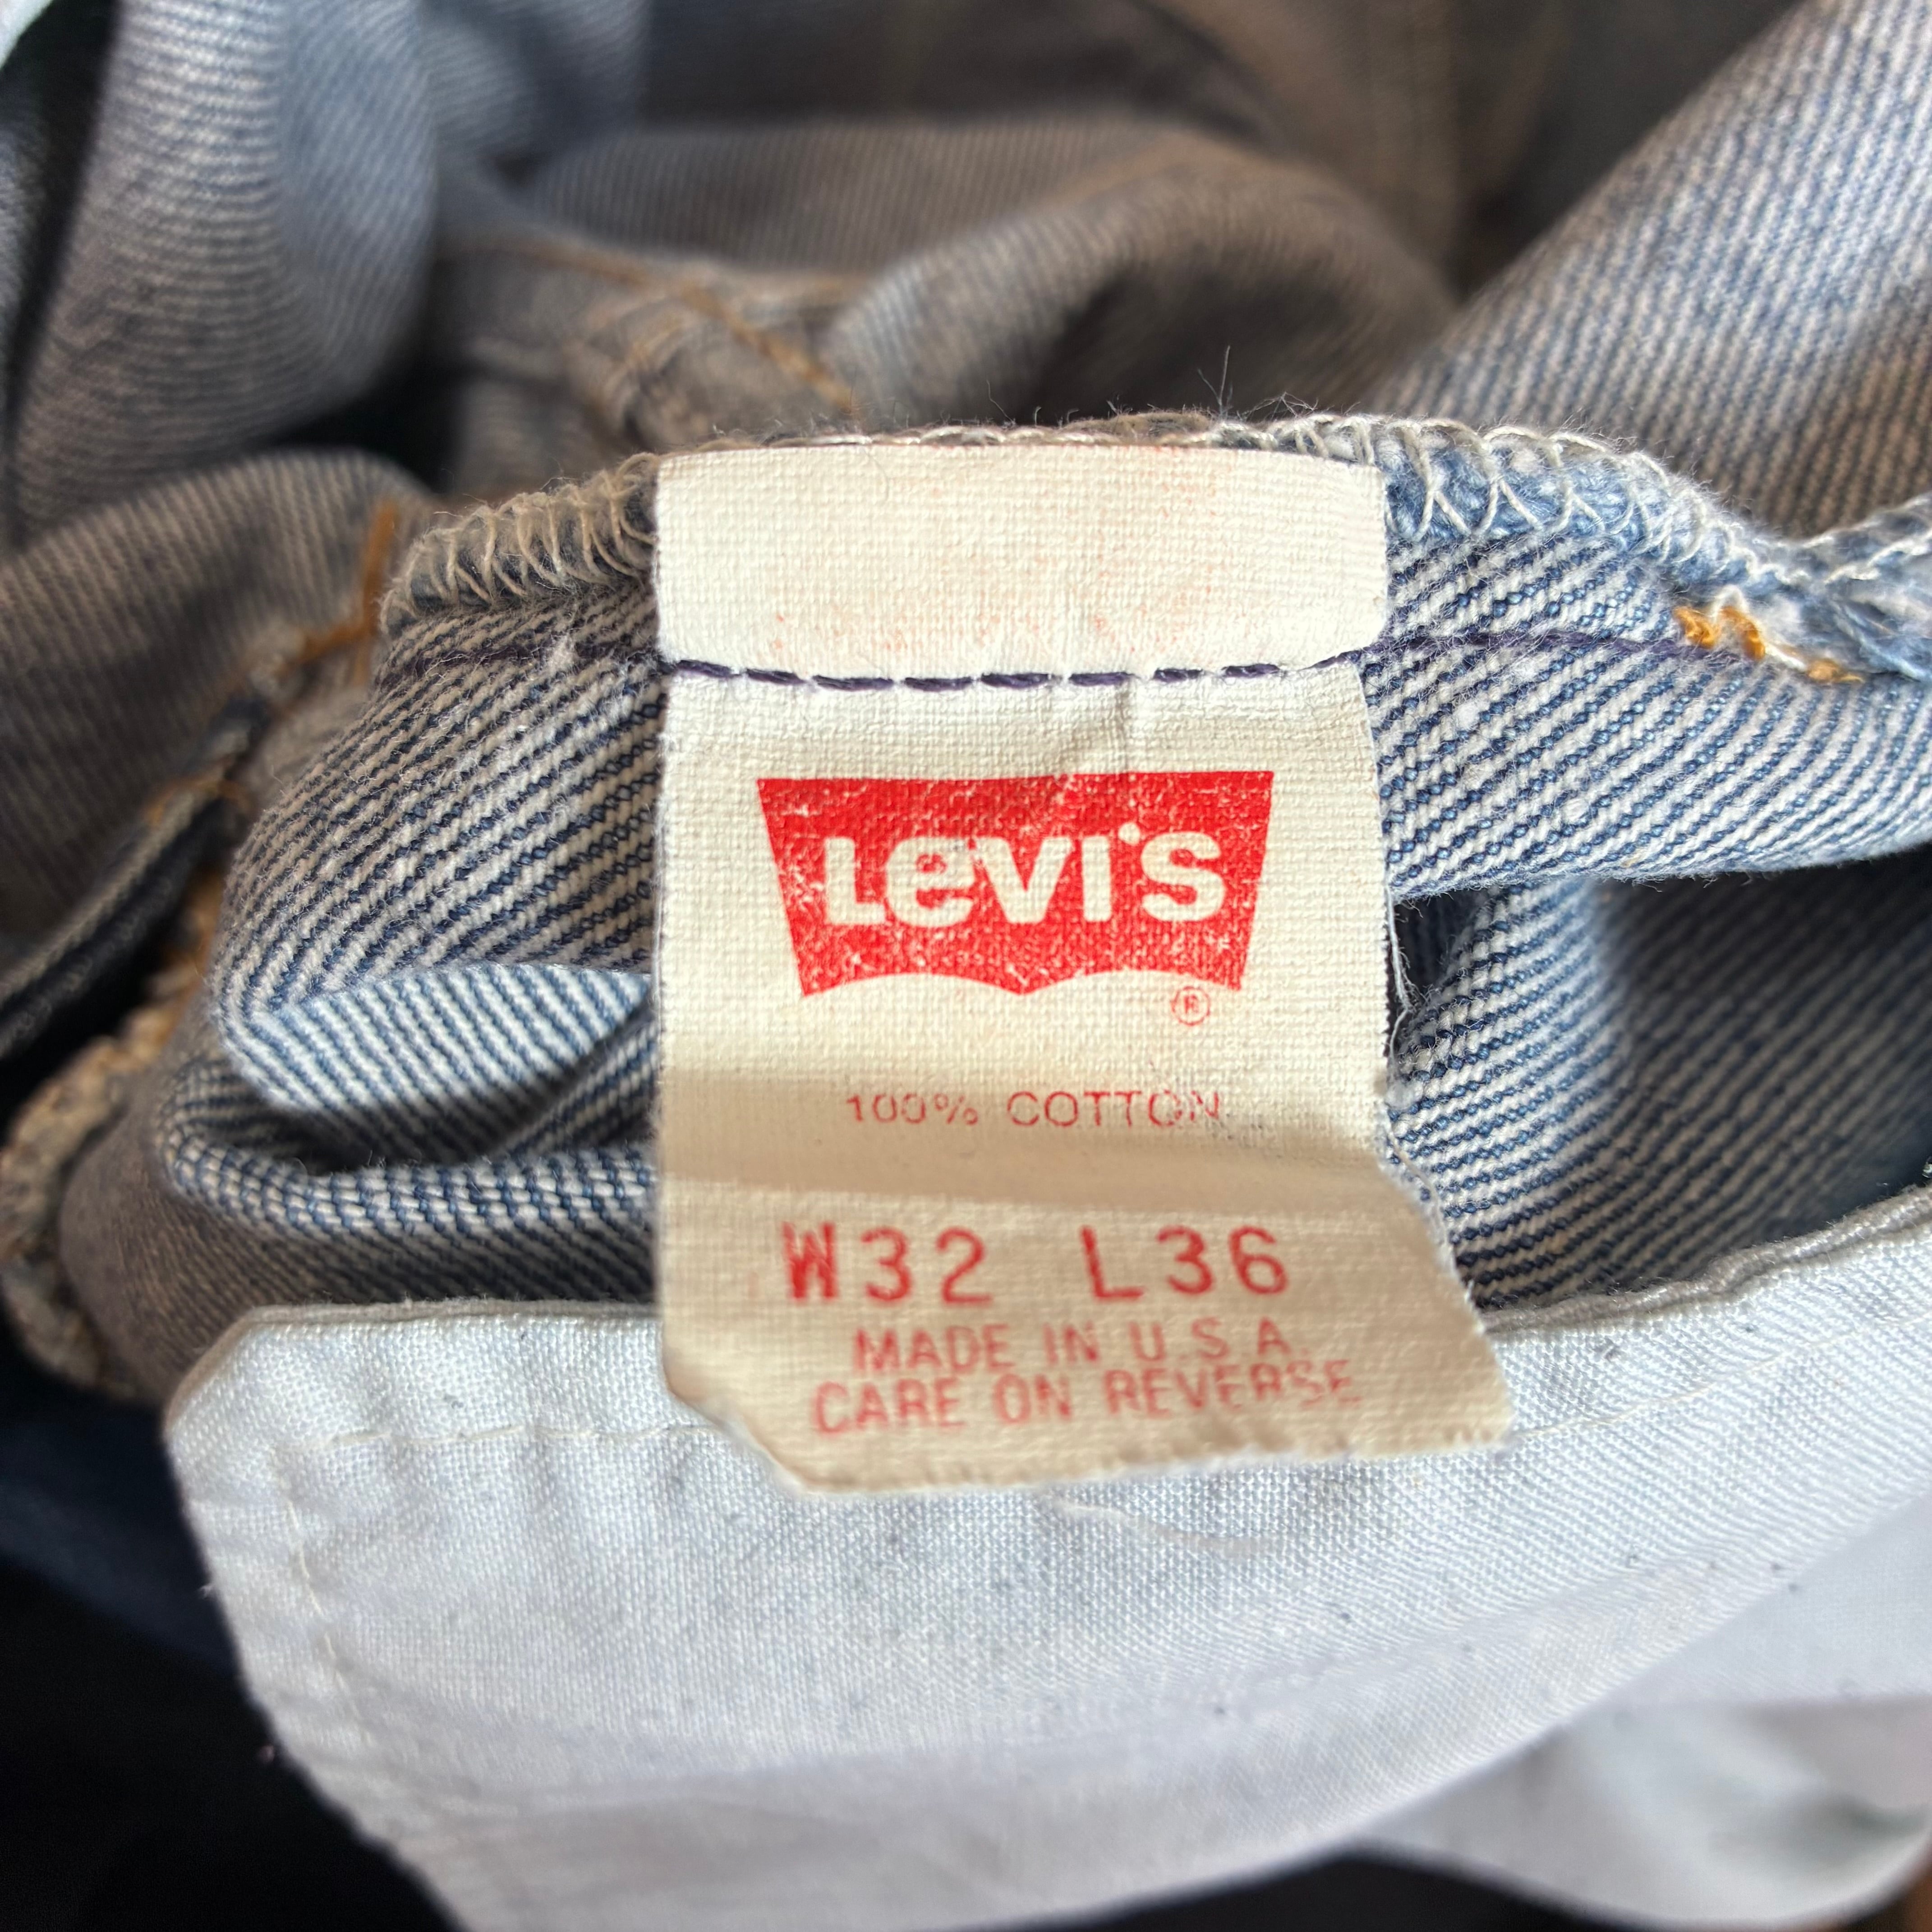 LeVI'S
®
100% COTTON
W32 L36
MADE IN U.S.A.
CARE ON REVERSE